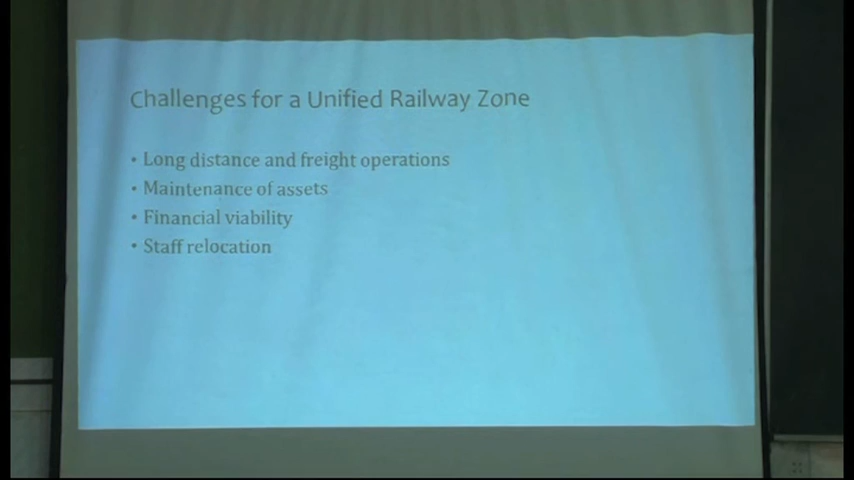 Challenges for a Unified Railway Zone
• Long distance and freight operations
• Maintenance of assets
• Financial viability
• Staff relocation